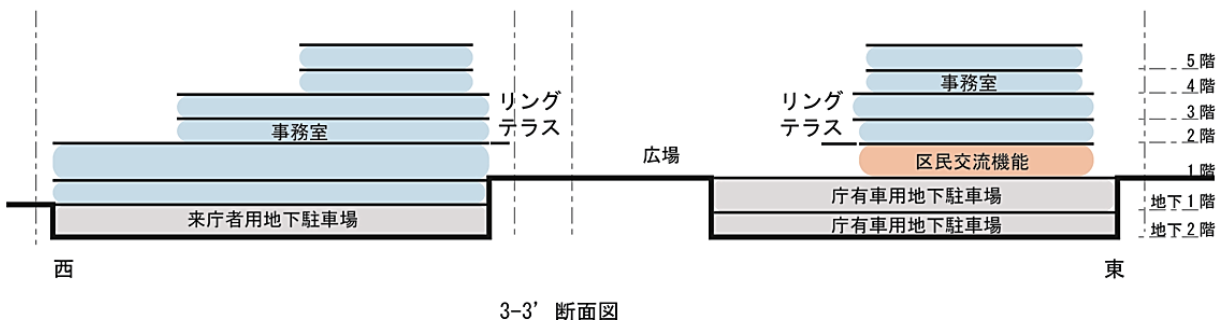 5階
事務室
4階
リング
テラス
リング
テラス
3階
事務室
2階
広場
区民交流機能
1階
庁有車用地下駐車場
地下1階
来庁者用地下駐車場
庁有車用地下駐車場
地下2階
西
東
3-3’ 断面図